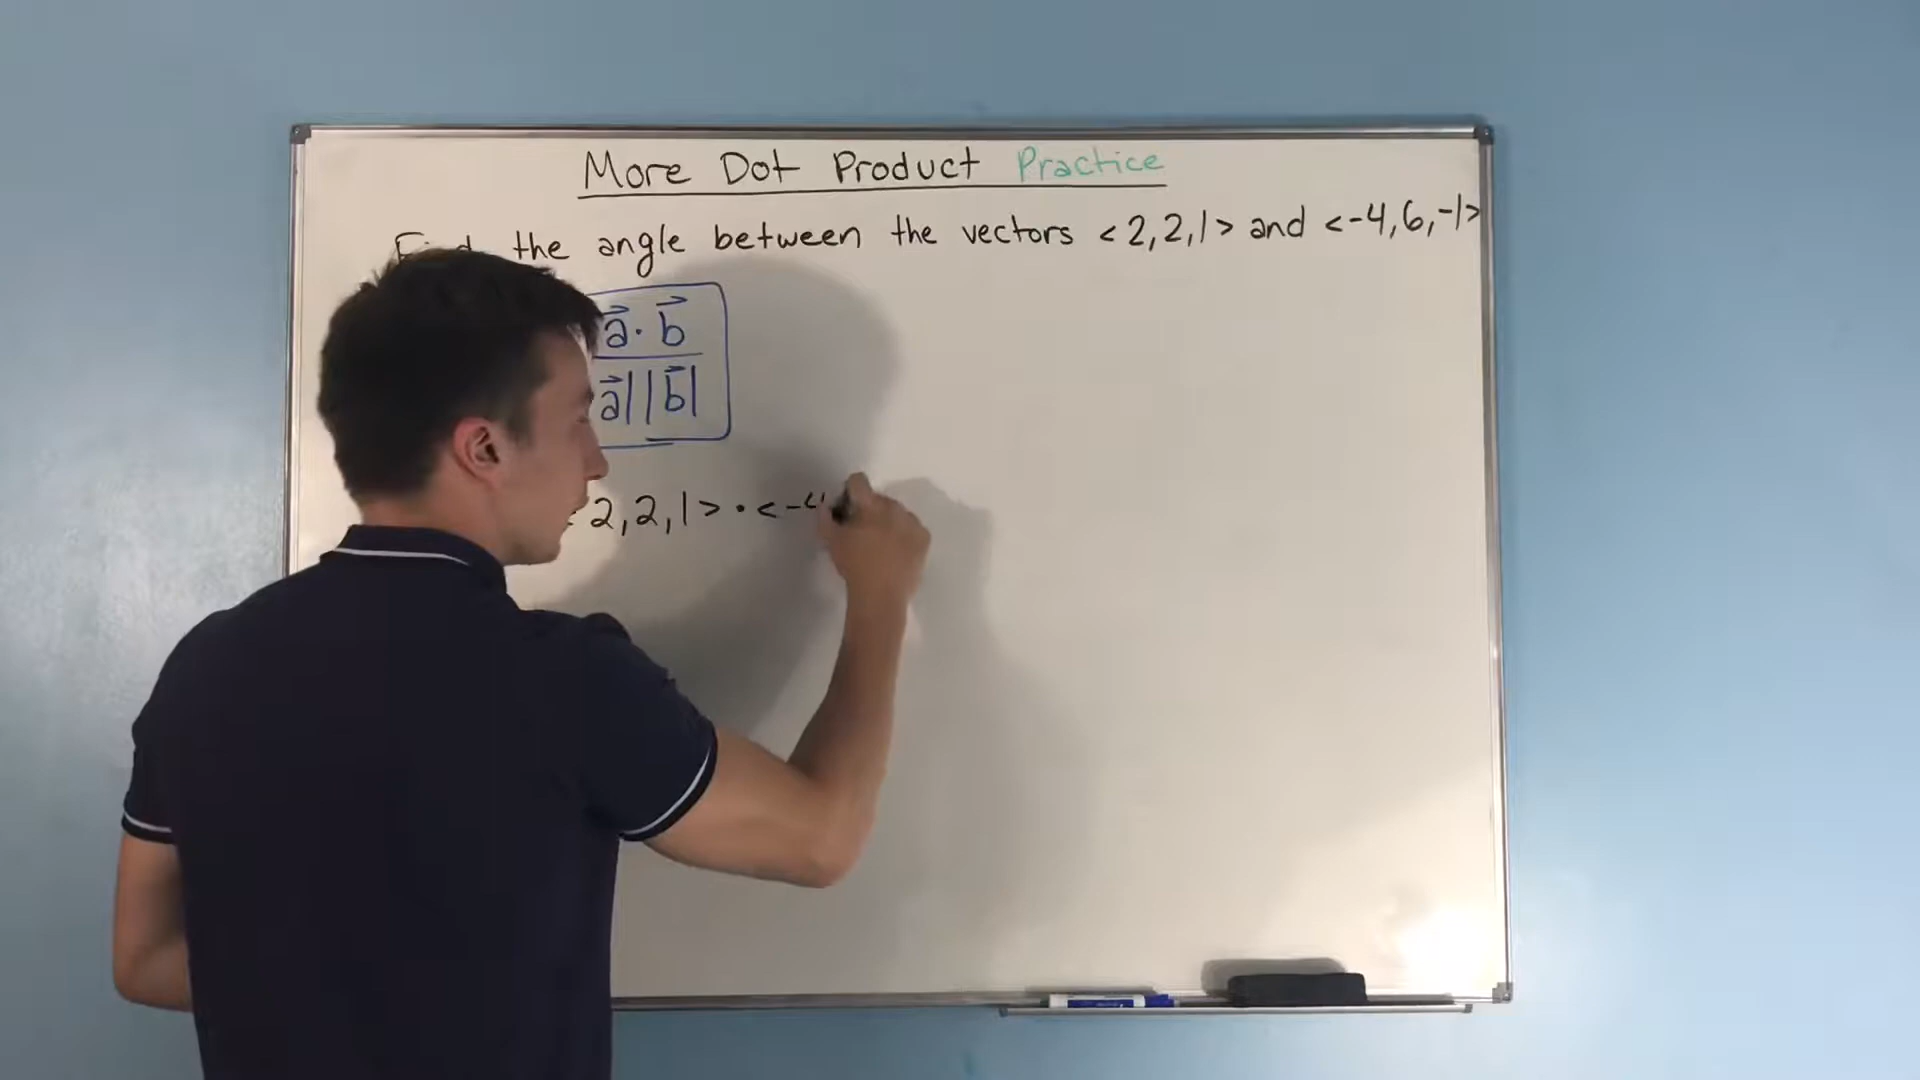 More Dot Product Practice
the angle between the vectors <2,2,1> and <-4,6,-1>
a⃗ · b⃗
a⃗| |b⃗|
2,2,1> · <-4